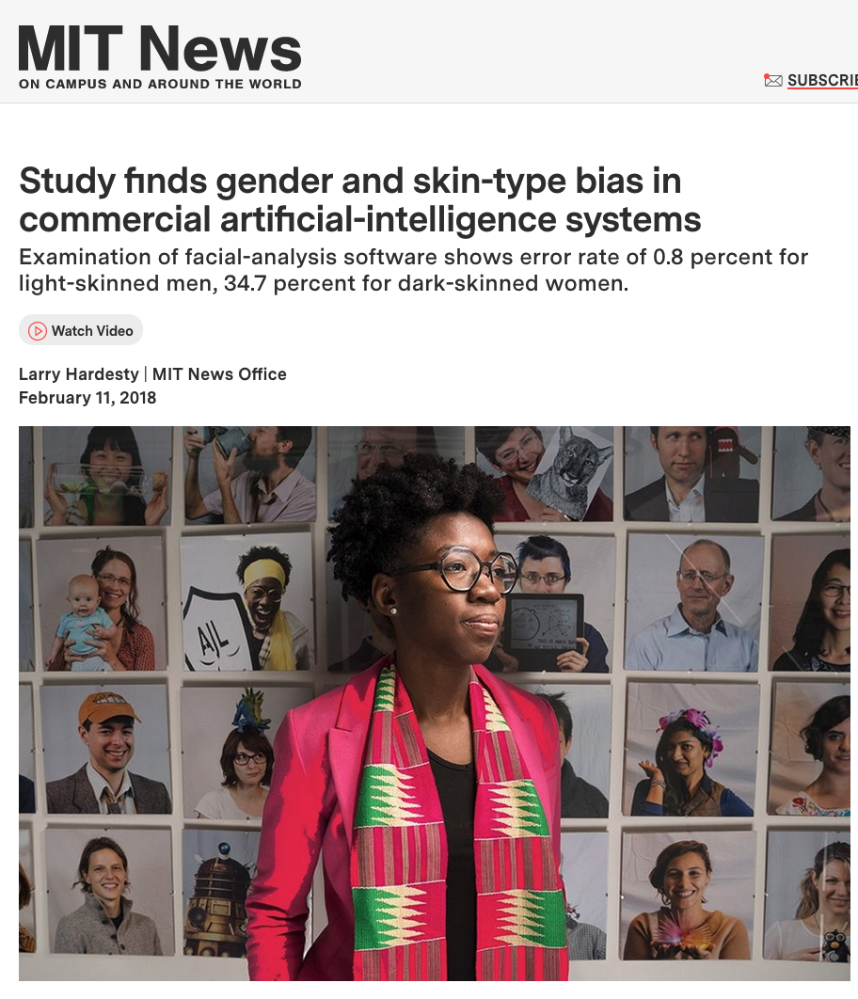 MIT News
ON CAMPUS AND AROUND THE WORLD
Study finds gender and skin-type bias in
commercial artificial-intelligence systems
Examination of facial-analysis software shows error rate of 0.8 percent for
light-skinned men, 34.7 percent for dark-skinned women.
Watch Video
Larry Hardesty | MIT News Office
February 11, 2018
AJL